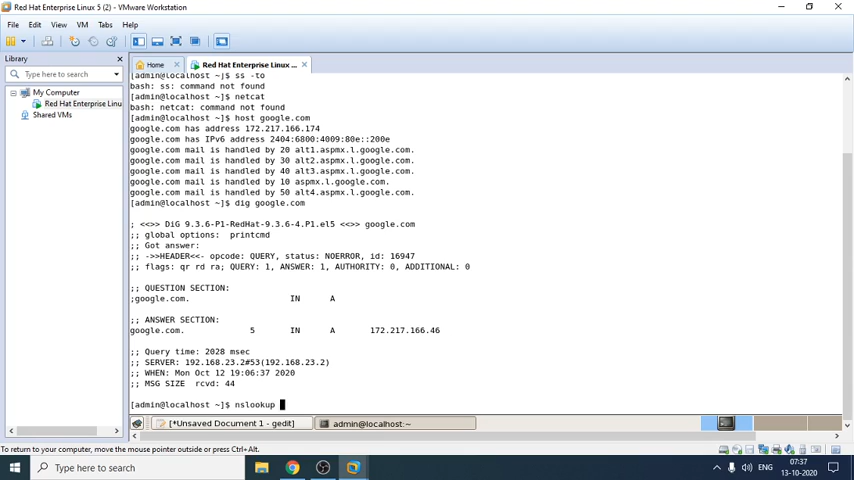 Red Hat Enterprise Linux 5 (2) - VMware Workstation
File Edit View VM Tabs Help
Library
Home
Red Hat Enterprise Linux ...
Type here to search
My Computer
Red Hat Enterprise Linu
Shared VMs
[admin@localhost ~]$ ss -to
bash: ss: command not found
[admin@localhost ~]$ netcat
bash: netcat: command not found
[admin@localhost ~]$ host google.com
google.com has address 172.217.166.174
google.com has IPv6 address 2404:6800:4009:80e::200e
google.com mail is handled by 20 alt1.aspmx.l.google.com.
google.com mail is handled by 30 alt2.aspmx.l.google.com.
google.com mail is handled by 40 alt3.aspmx.l.google.com.
google.com mail is handled by 10 aspmx.l.google.com.
google.com mail is handled by 50 alt4.aspmx.l.google.com.
[admin@localhost ~]$ dig google.com
; <<>> DiG 9.3.6-P1-RedHat-9.3.6-4.P1.el5 <<>> google.com
;; global options:  printcmd
;; Got answer:
;; ->>HEADER<<- opcode: QUERY, status: NOERROR, id: 16947
;; flags: qr rd ra; QUERY: 1, ANSWER: 1, AUTHORITY: 0, ADDITIONAL: 0
;; QUESTION SECTION:
;google.com. IN A
;; ANSWER SECTION:
google.com. 5 IN A 172.217.166.46
;; Query time: 2028 msec
;; SERVER: 192.168.23.2#53(192.168.23.2)
;; WHEN: Mon Oct 12 19:06:37 2020
;; MSG SIZE  rcvd: 44
[admin@localhost ~]$ nslookup
[*Unsaved Document 1 - gedit]
admin@localhost:~
To return to your computer, move the mouse pointer outside or press Ctrl+Alt.
Type here to search
ENG
07:37
13-10-2020